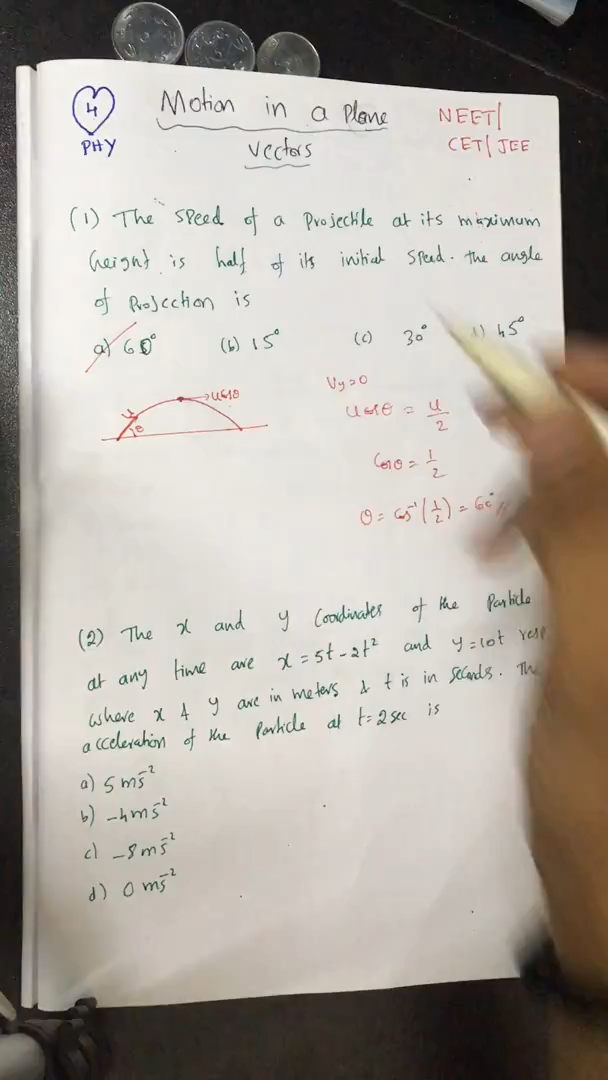 4
PHY
Motion in a plane
vectors
NEET/
CET/JEE
(1) The speed of a projectile at its maximum
height is half of its initial speed. the angle
of projection is
a) 60° (b) 15° (c) 30° d) 45°
u θ ucosθ
Vy=0
ucosθ = u/2
cosθ = 1/2
θ = cos⁻¹(1/2) = 60°
(2) The x and y coordinates of the particle
at any time are x = 5t - 2t² and y = 10t resp
where x & y are in meters & t is in seconds. The
acceleration of the particle at t = 2 sec is
a) 5 ms⁻²
b) -4 ms⁻²
c) -8 ms⁻²
d) 0 ms⁻²